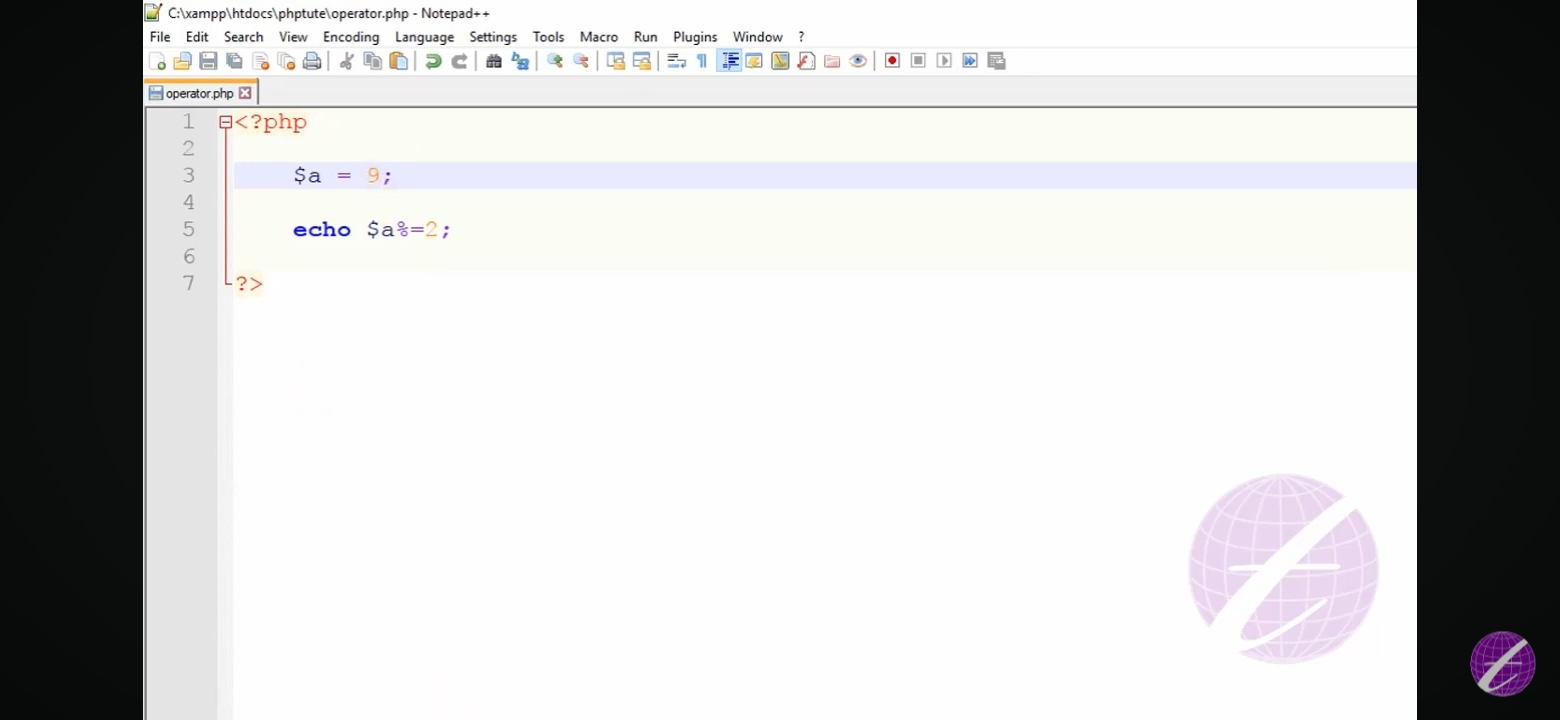 C:\xampp\htdocs\phptute\operator.php - Notepad++
File Edit Search View Encoding Language Settings Tools Macro Run Plugins Window ?
operator.php
1 <?php
2
3 $a = 9;
4
5 echo $a%=2;
6
7 ?>